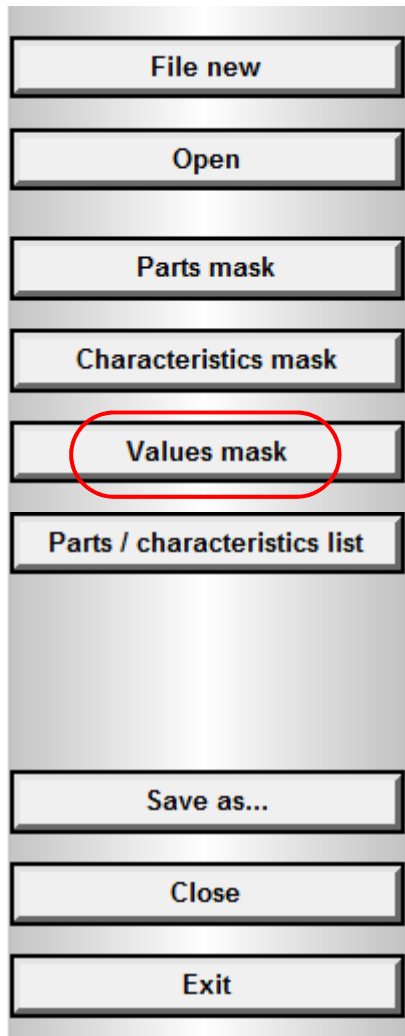 File new
Open
Parts mask
Characteristics mask
Values mask
Parts / characteristics list
Save as...
Close
Exit